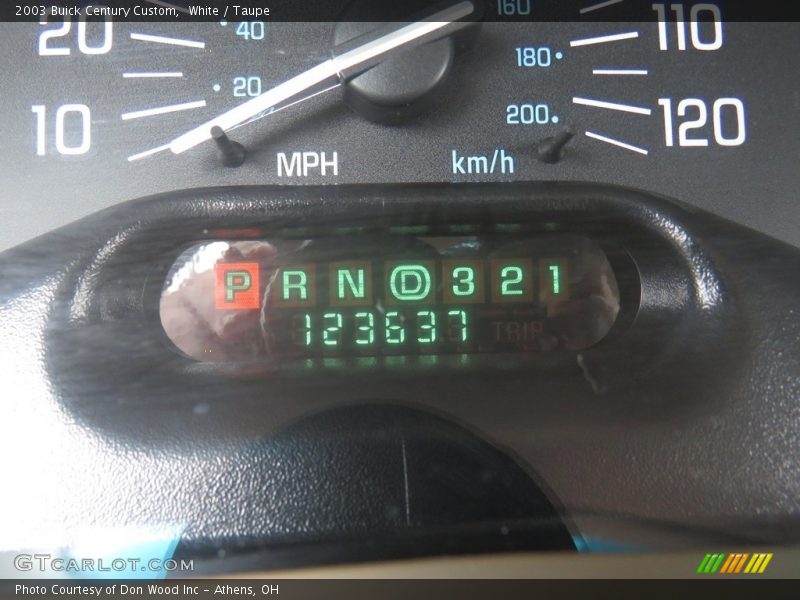 2003 Buick Century Custom, White / Taupe
20 40 160 110
180
20
10 200 120
MPH km/h
P R N D 3 2 1
123637 TRIP
GTCARLOT.COM
Photo Courtesy of Don Wood Inc - Athens, OH